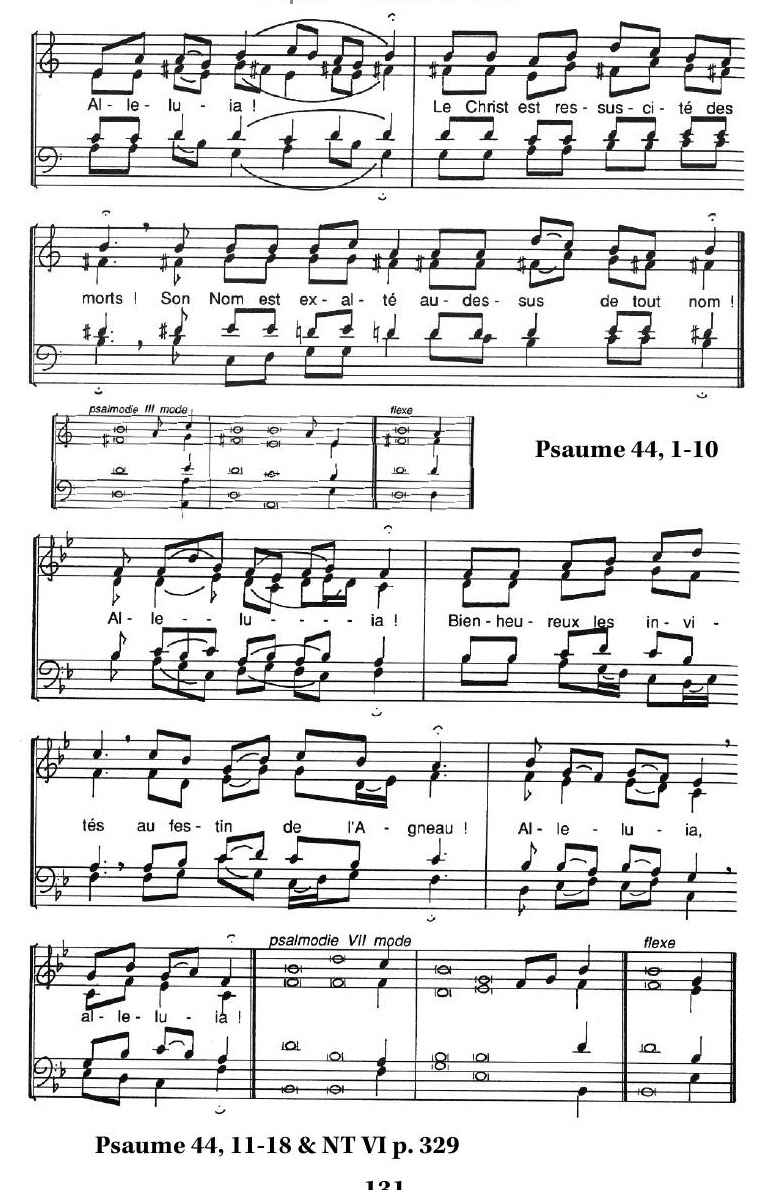 Al - le - lu - ia ! Le Christ est res - sus - ci - té des
morts ! Son Nom est ex - al - té au - des - sus de tout nom !
psalmodie III mode flexe
Psaume 44, 1-10
Al - le - lu - ia ! Bien - heu - reux les in - vi -
tés au fes - tin de l'A - gneau ! Al - le - lu - ia,
al - le - lu - ia !
psalmodie VII mode flexe
Psaume 44, 11-18 & NT VI p. 329
131